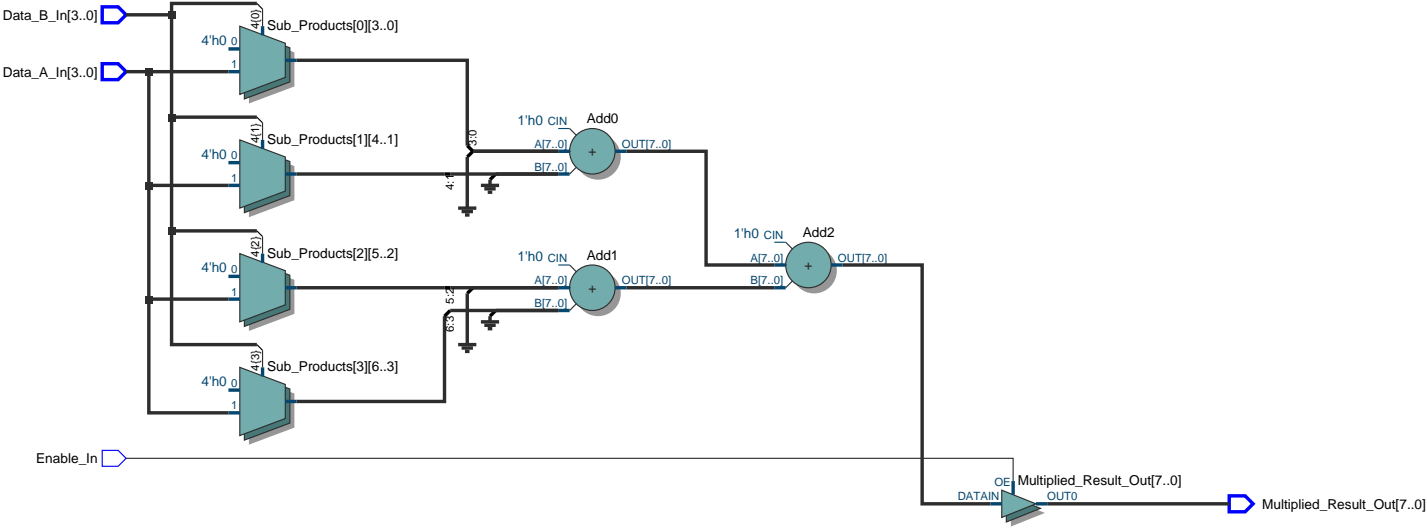 Data_B_In[3..0]
4{0}
Sub_Products[0][3..0]
4'h0 0
Data_A_In[3..0]
1
4{1}
Sub_Products[1][4..1]
4'h0 0
1
3:0
4:1
1'h0 CIN
Add0
A[7..0]
OUT[7..0]
B[7..0]
+
4{2}
Sub_Products[2][5..2]
4'h0 0
1
5:2
6:3
1'h0 CIN
Add1
A[7..0]
OUT[7..0]
B[7..0]
+
1'h0 CIN
Add2
A[7..0]
OUT[7..0]
B[7..0]
+
4{3}
Sub_Products[3][6..3]
4'h0 0
1
Enable_In
OE
Multiplied_Result_Out[7..0]
DATAIN
OUT0
Multiplied_Result_Out[7..0]